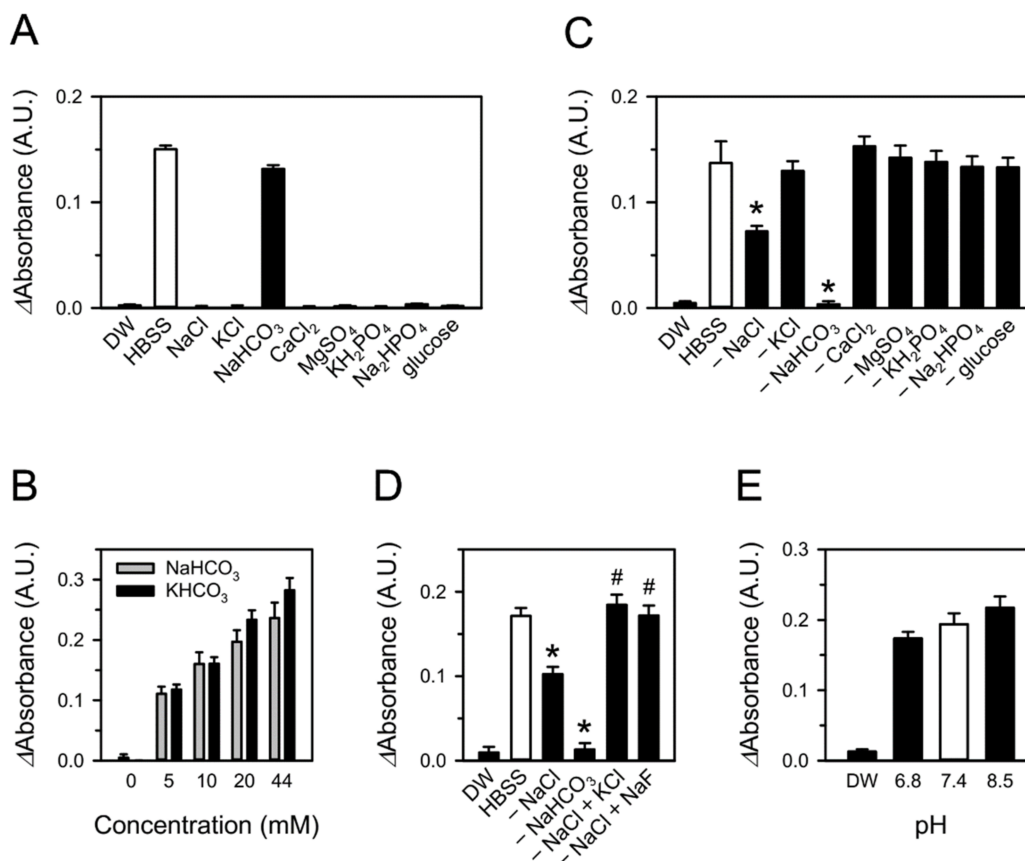 A
ΔAbsorbance (A.U.)
0.2
0.1
0.0
DW
HBSS
NaCl
KCl
NaHCO₃
CaCl₂
MgSO₄
KH₂PO₄
Na₂HPO₄
glucose
C
ΔAbsorbance (A.U.)
0.2
0.1
0.0
*
*
DW
HBSS
– NaCl
– KCl
– NaHCO₃
– CaCl₂
– MgSO₄
– KH₂PO₄
– Na₂HPO₄
– glucose
B
ΔAbsorbance (A.U.)
0.3
0.2
0.1
0.0
NaHCO₃
KHCO₃
0 5 10 20 44
Concentration (mM)
D
ΔAbsorbance (A.U.)
0.2
0.1
0.0
*
*
#
#
DW
HBSS
– NaCl
– NaHCO₃
– NaCl + KCl
– NaCl + NaF
E
ΔAbsorbance (A.U.)
0.3
0.2
0.1
0.0
DW 6.8 7.4 8.5
pH